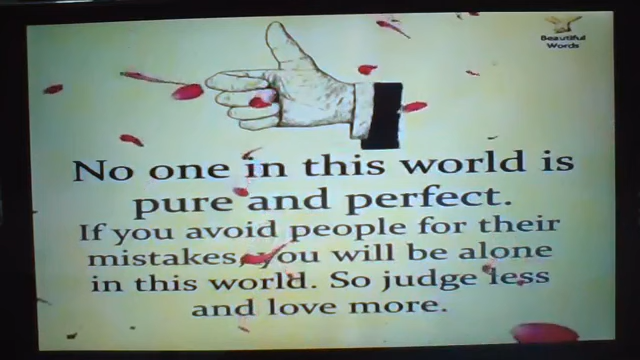 Beautiful
Words
No one in this world is
pure and perfect.
If you avoid people for their
mistakes, you will be alone
in this world. So judge less
and love more.